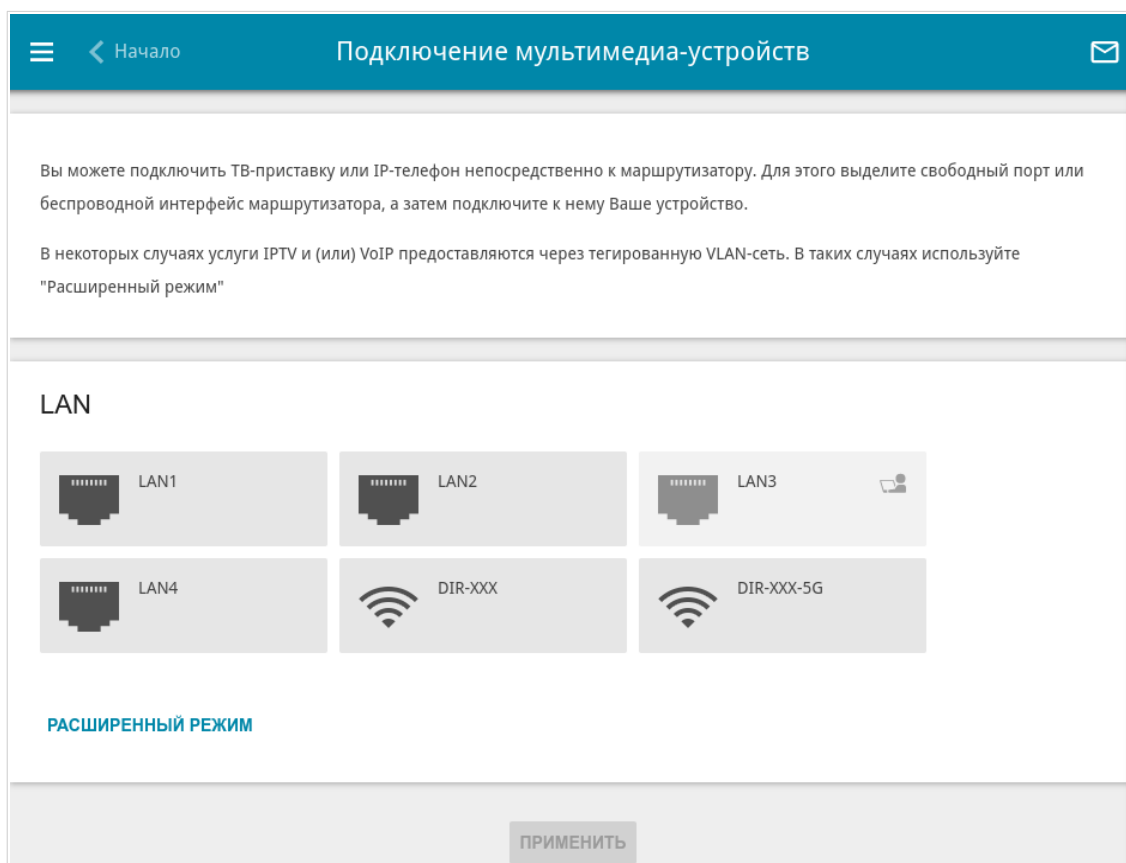 Начало
Подключение мультимедиа-устройств
Вы можете подключить ТВ-приставку или IP-телефон непосредственно к маршрутизатору. Для этого выделите свободный порт или
беспроводной интерфейс маршрутизатора, а затем подключите к нему Ваше устройство.
В некоторых случаях услуги IPTV и (или) VoIP предоставляются через тегированную VLAN-сеть. В таких случаях используйте
"Расширенный режим"
LAN
LAN1
LAN2
LAN3
LAN4
DIR-XXX
DIR-XXX-5G
РАСШИРЕННЫЙ РЕЖИМ
ПРИМЕНИТЬ